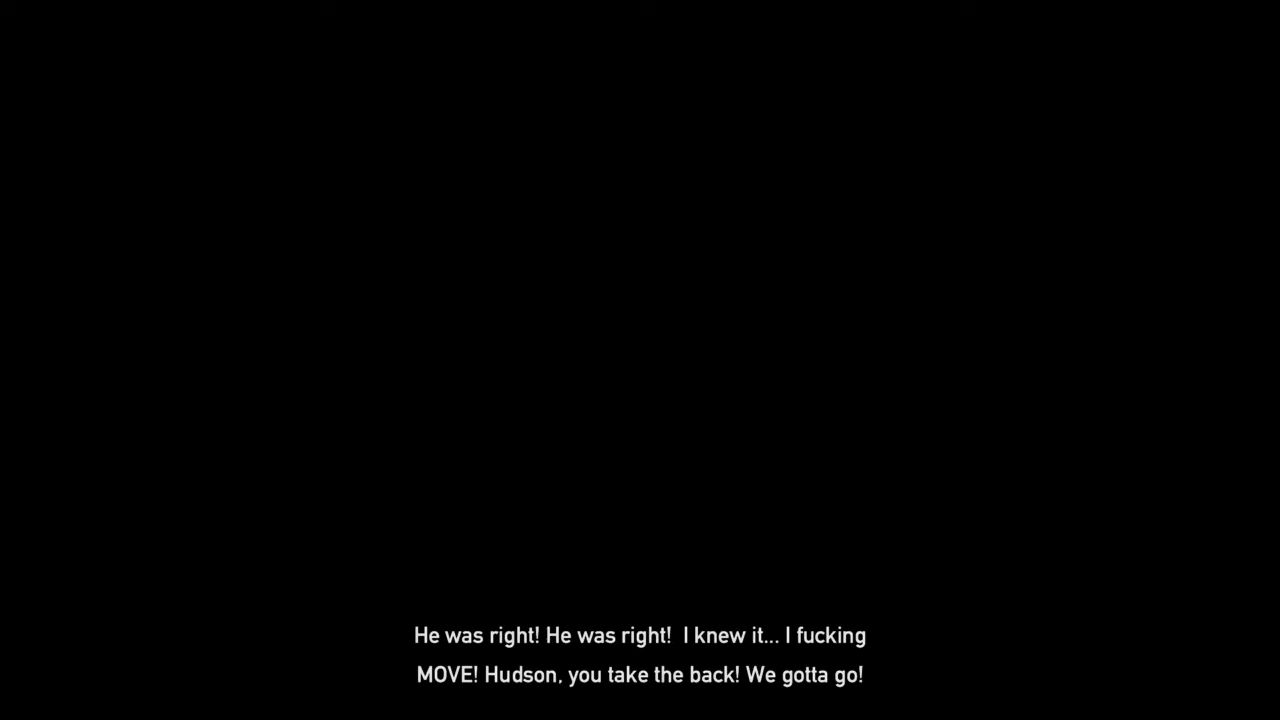 He was right! He was right!  I knew it... I fucking
MOVE! Hudson, you take the back! We gotta go!